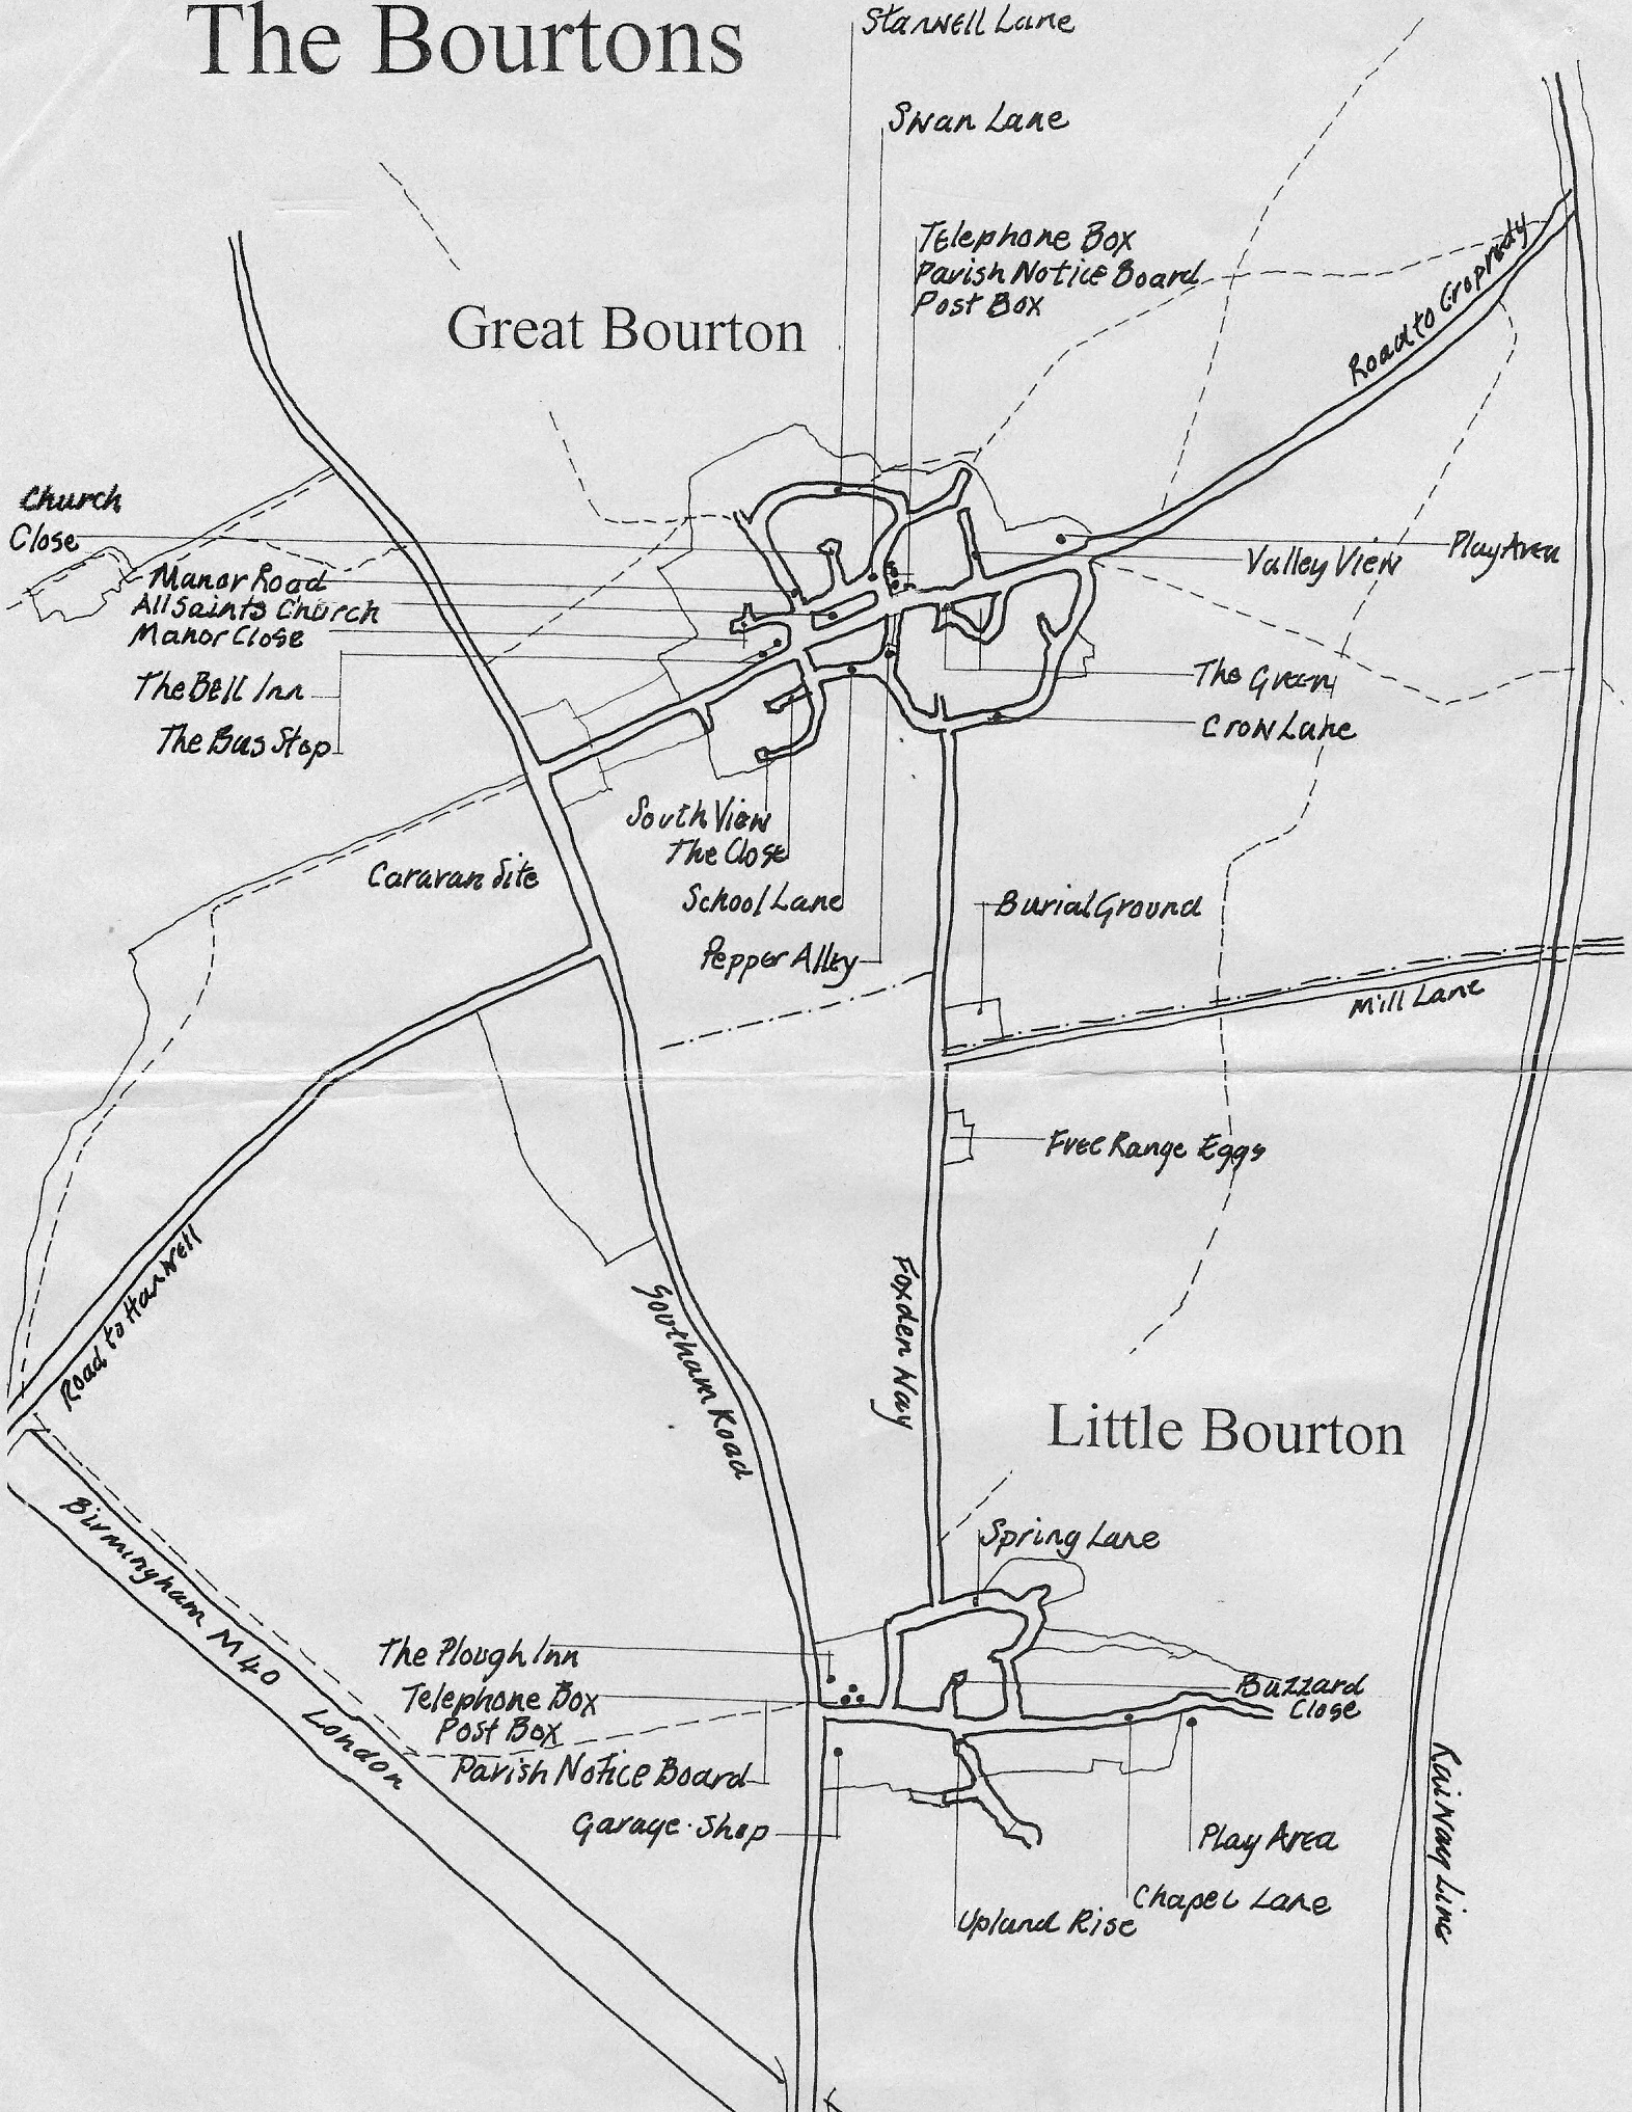 The Bourtons
Stanwell Lane
Swan Lane
Telephone Box
Parish Notice Board
Post Box
Great Bourton
Road to Cropredy
Church
Close
Manor Road
All Saints Church
Manor Close
The Bell Inn
The Bus Stop
Valley View
Play Area
The Green
Crow Lane
South View
The Close
School Lane
Pepper Alley
Caravan Site
Burial Ground
Mill Lane
Free Range Eggs
Road to Hanwell
Southam Road
Foxden Way
Little Bourton
Birmingham M40 London
Spring Lane
The Plough Inn
Telephone Box
Post Box
Parish Notice Board
Garage · Shop
Buzzard
Close
Play Area
Chapel Lane
Upland Rise
Railway Line